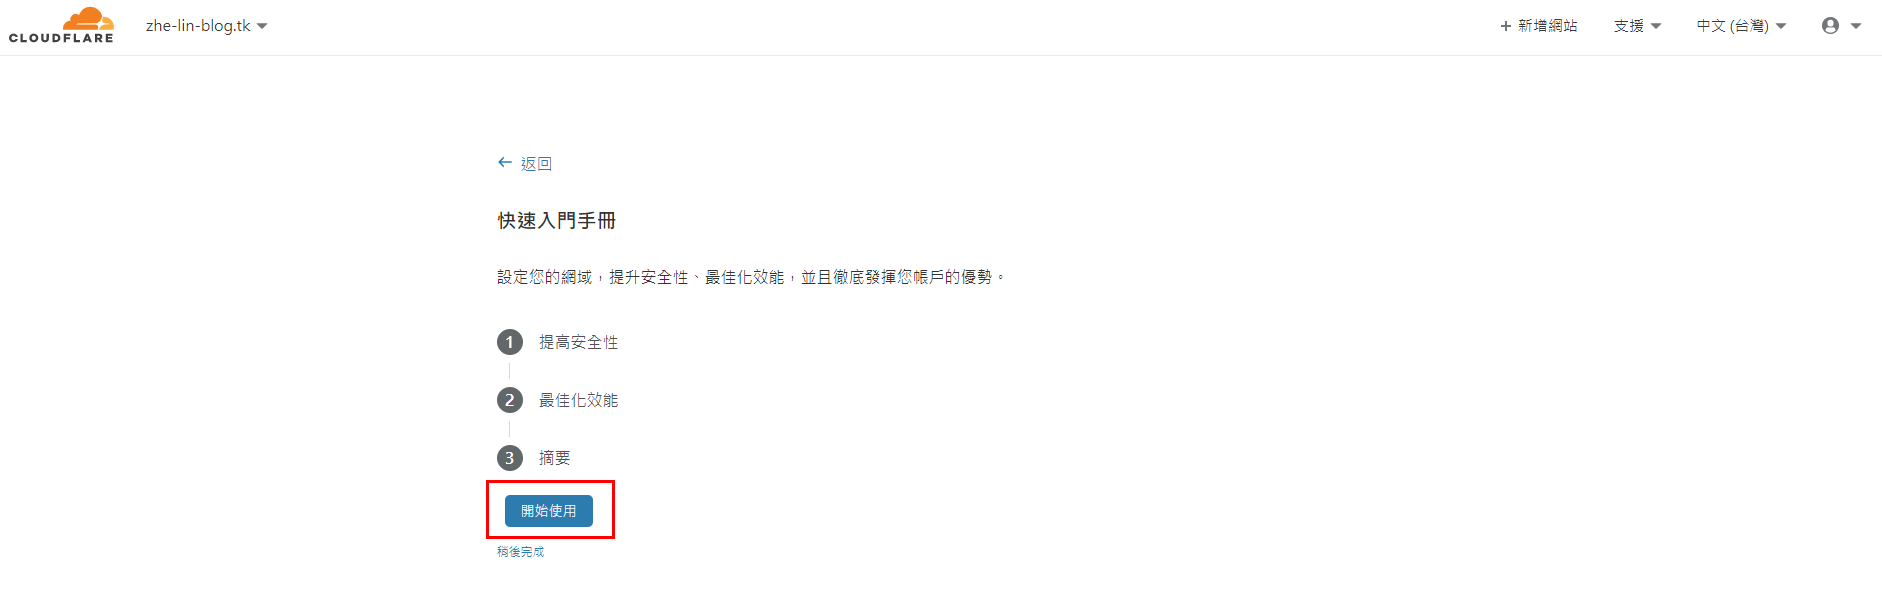 CLOUDFLARE
zhe-lin-blog.tk
+ 新增網站
支援
中文 (台灣)
← 返回
快速入門手冊
設定您的網域，提升安全性、最佳化效能，並且徹底發揮您帳戶的優勢。
1 提高安全性
2 最佳化效能
3 摘要
開始使用
稍後完成